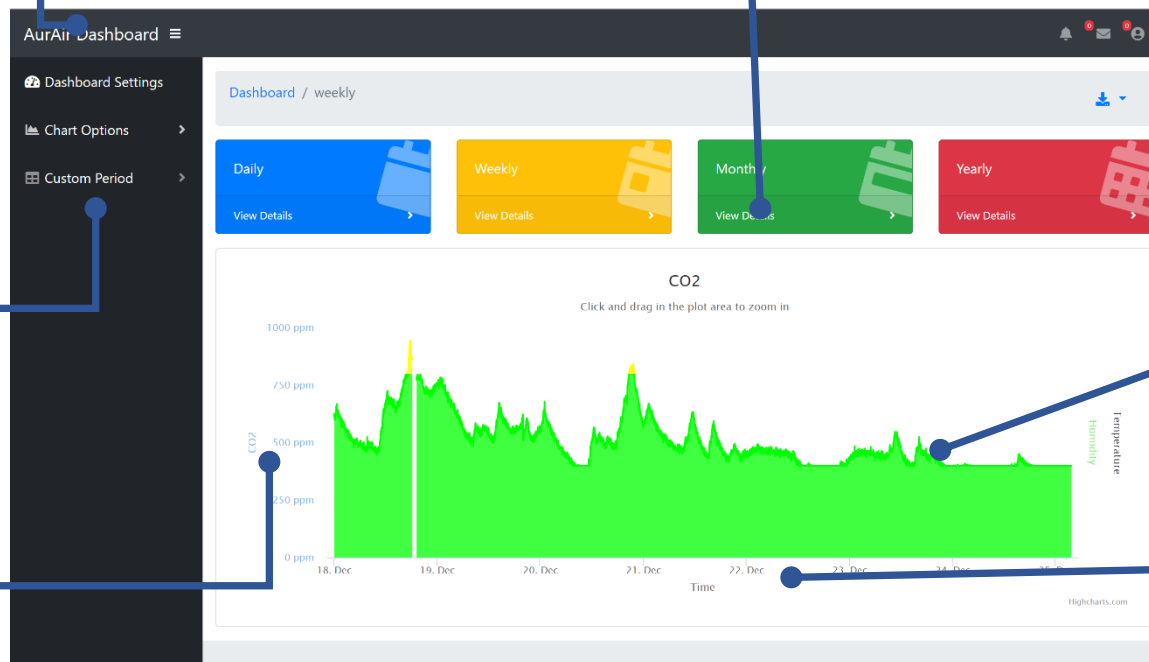 AurAir Dashboard
0
0
Dashboard Settings
Chart Options
Custom Period
Dashboard / weekly
Daily
View Details
Weekly
View Details
Monthly
View Details
Yearly
View Details
CO2
Click and drag in the plot area to zoom in
1000 ppm
750 ppm
500 ppm
250 ppm
0 ppm
CO2
Humidity
Temperature
18. Dec
19. Dec
20. Dec
21. Dec
22. Dec
23. Dec
24. Dec
Time
Highcharts.com